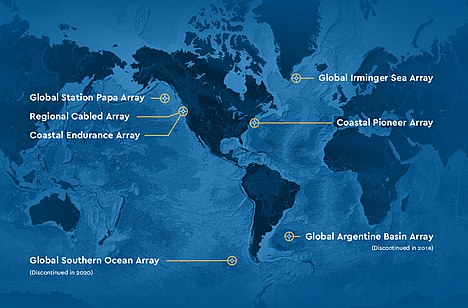 Global Irminger Sea Array
Global Station Papa Array
Regional Cabled Array
Coastal Endurance Array
Coastal Pioneer Array
Global Argentine Basin Array
(Discontinued in 2018)
Global Southern Ocean Array
(Discontinued in 2020)